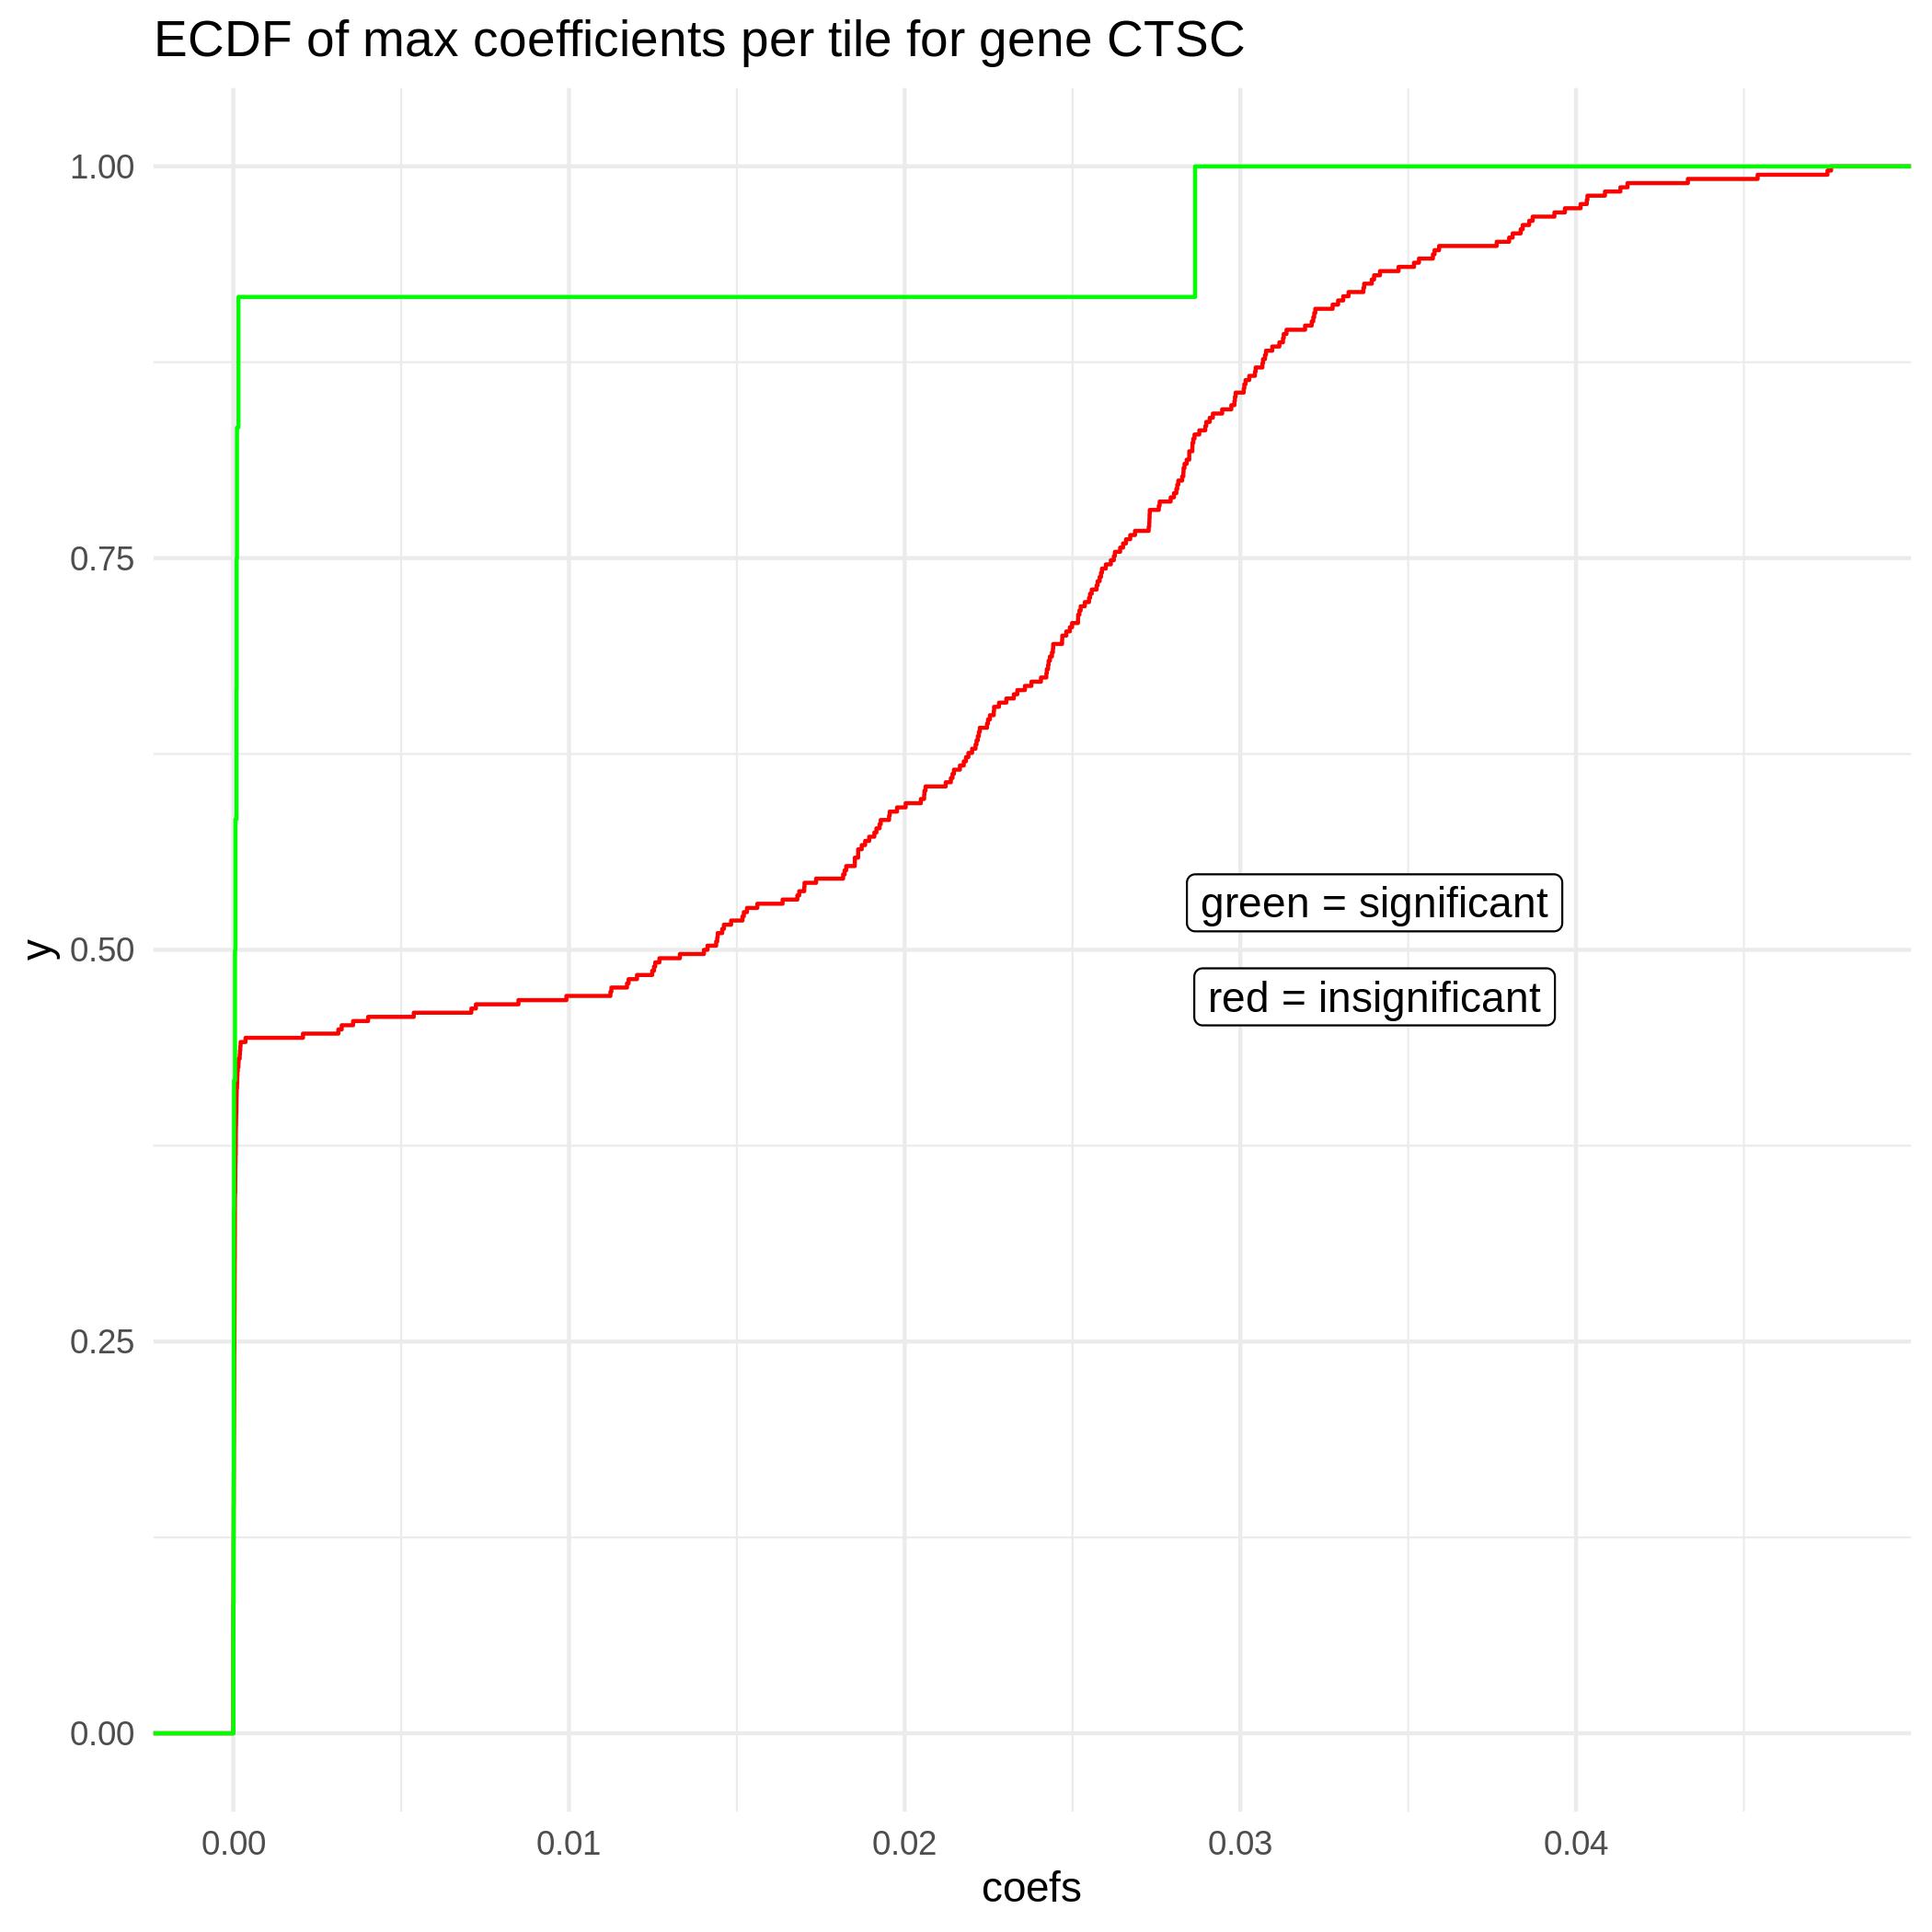 ECDF of max coefficients per tile for gene CTSC
1.00
0.75
0.50
0.25
0.00
y
green = significant
red = insignificant
0.00 0.01 0.02 0.03 0.04
coefs